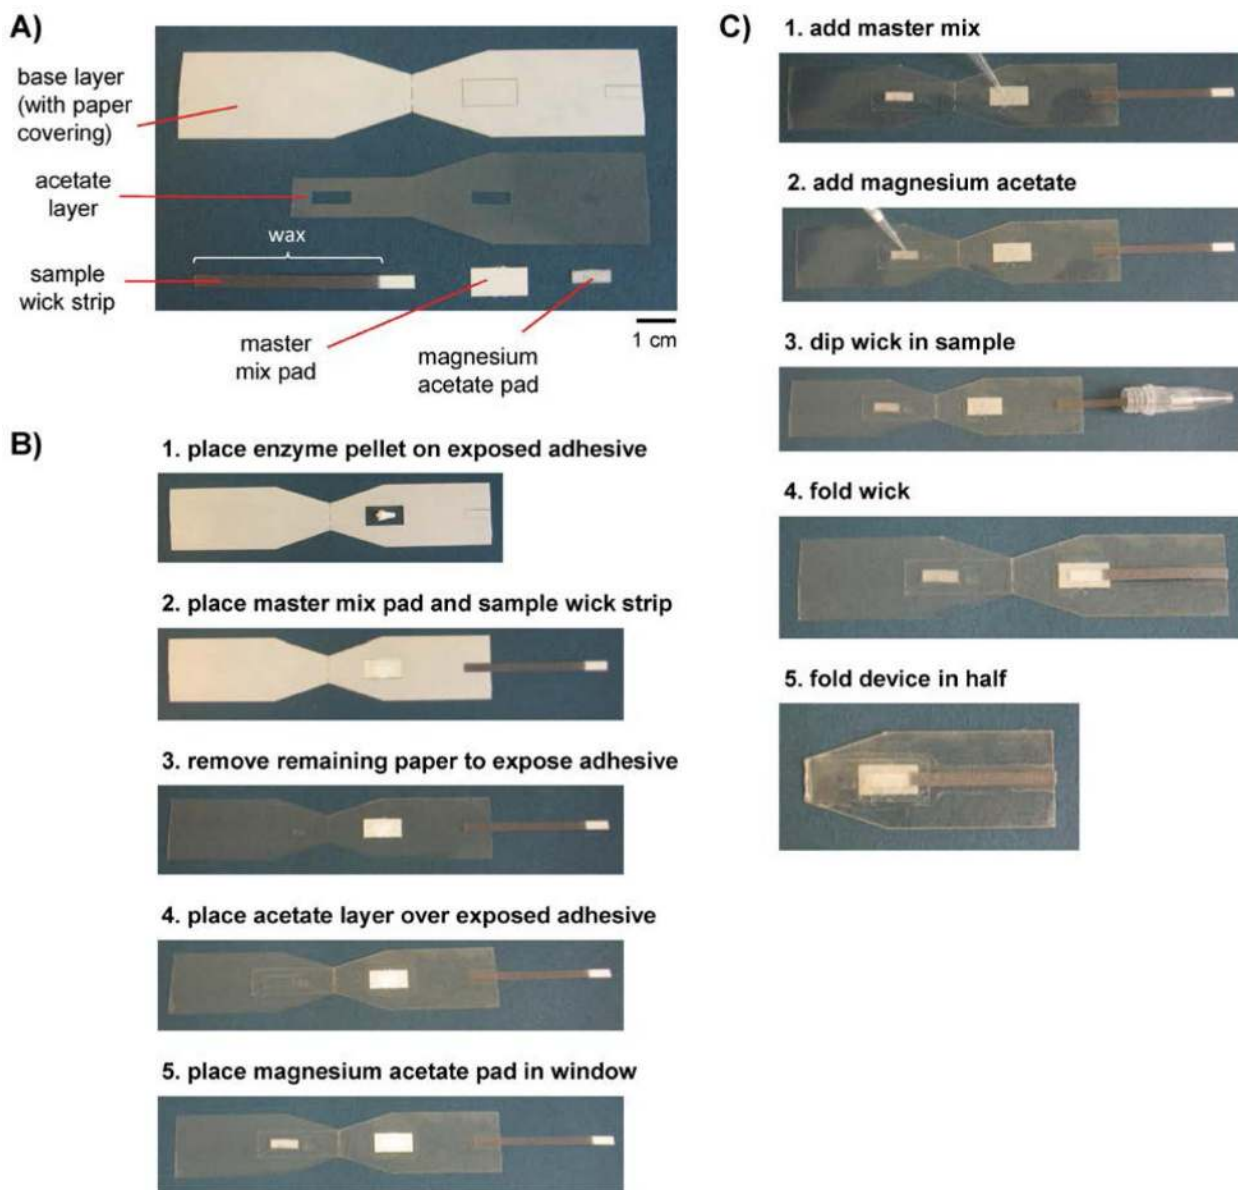 A)
base layer
(with paper
covering)
acetate
layer
wax
sample
wick strip
master
mix pad
magnesium
acetate pad
1 cm
B)
1. place enzyme pellet on exposed adhesive
2. place master mix pad and sample wick strip
3. remove remaining paper to expose adhesive
4. place acetate layer over exposed adhesive
5. place magnesium acetate pad in window
C)
1. add master mix
2. add magnesium acetate
3. dip wick in sample
4. fold wick
5. fold device in half